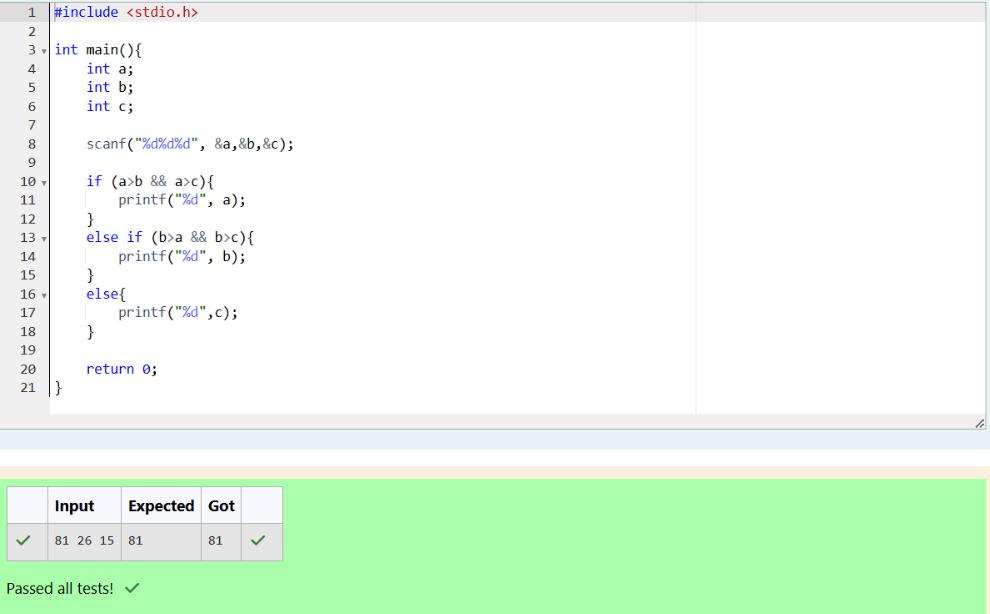 1 #include <stdio.h>
2
3 int main(){
4     int a;
5     int b;
6     int c;
7
8     scanf("%d%d%d", &a,&b,&c);
9
10     if (a>b && a>c){
11         printf("%d", a);
12     }
13     else if (b>a && b>c){
14         printf("%d", b);
15     }
16     else{
17         printf("%d",c);
18     }
19
20     return 0;
21 }
Input Expected Got
81 26 15 81 81
Passed all tests!